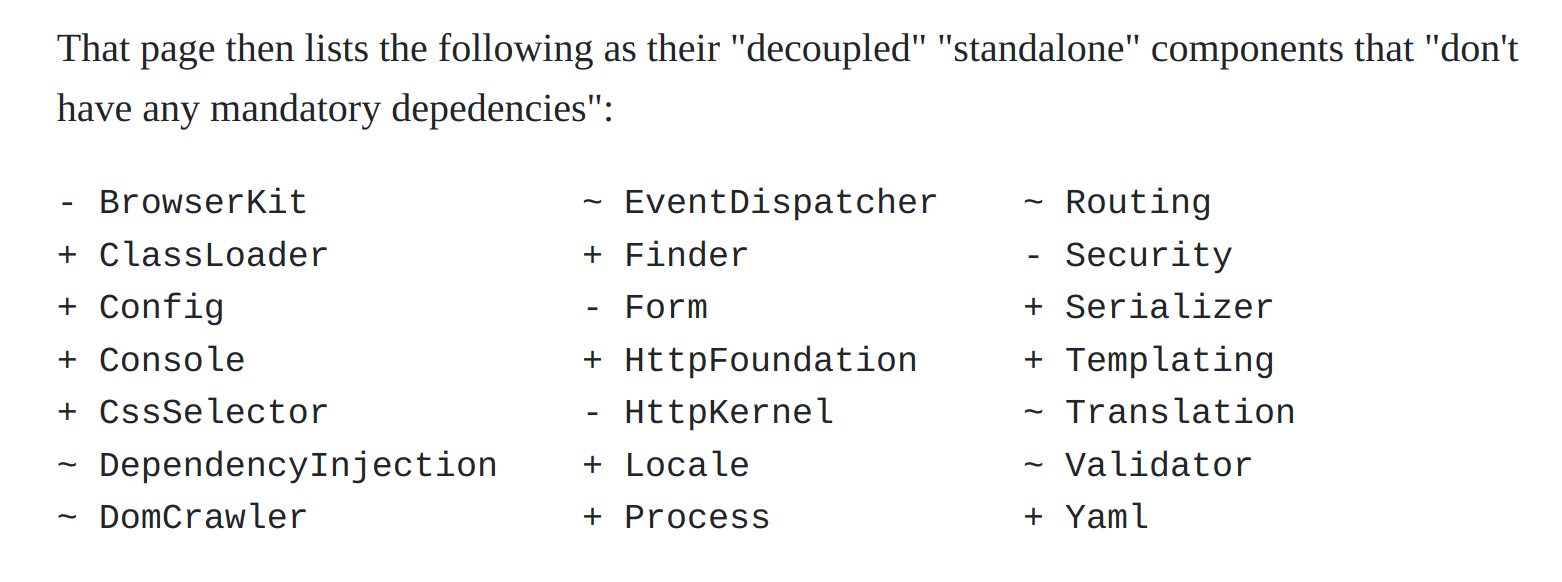 That page then lists the following as their "decoupled" "standalone" components that "don't
have any mandatory depedencies":
- BrowserKit    ~ EventDispatcher    ~ Routing
+ ClassLoader    + Finder    - Security
+ Config    - Form    + Serializer
+ Console    + HttpFoundation    + Templating
+ CssSelector    - HttpKernel    ~ Translation
~ DependencyInjection    + Locale    ~ Validator
~ DomCrawler    + Process    + Yaml